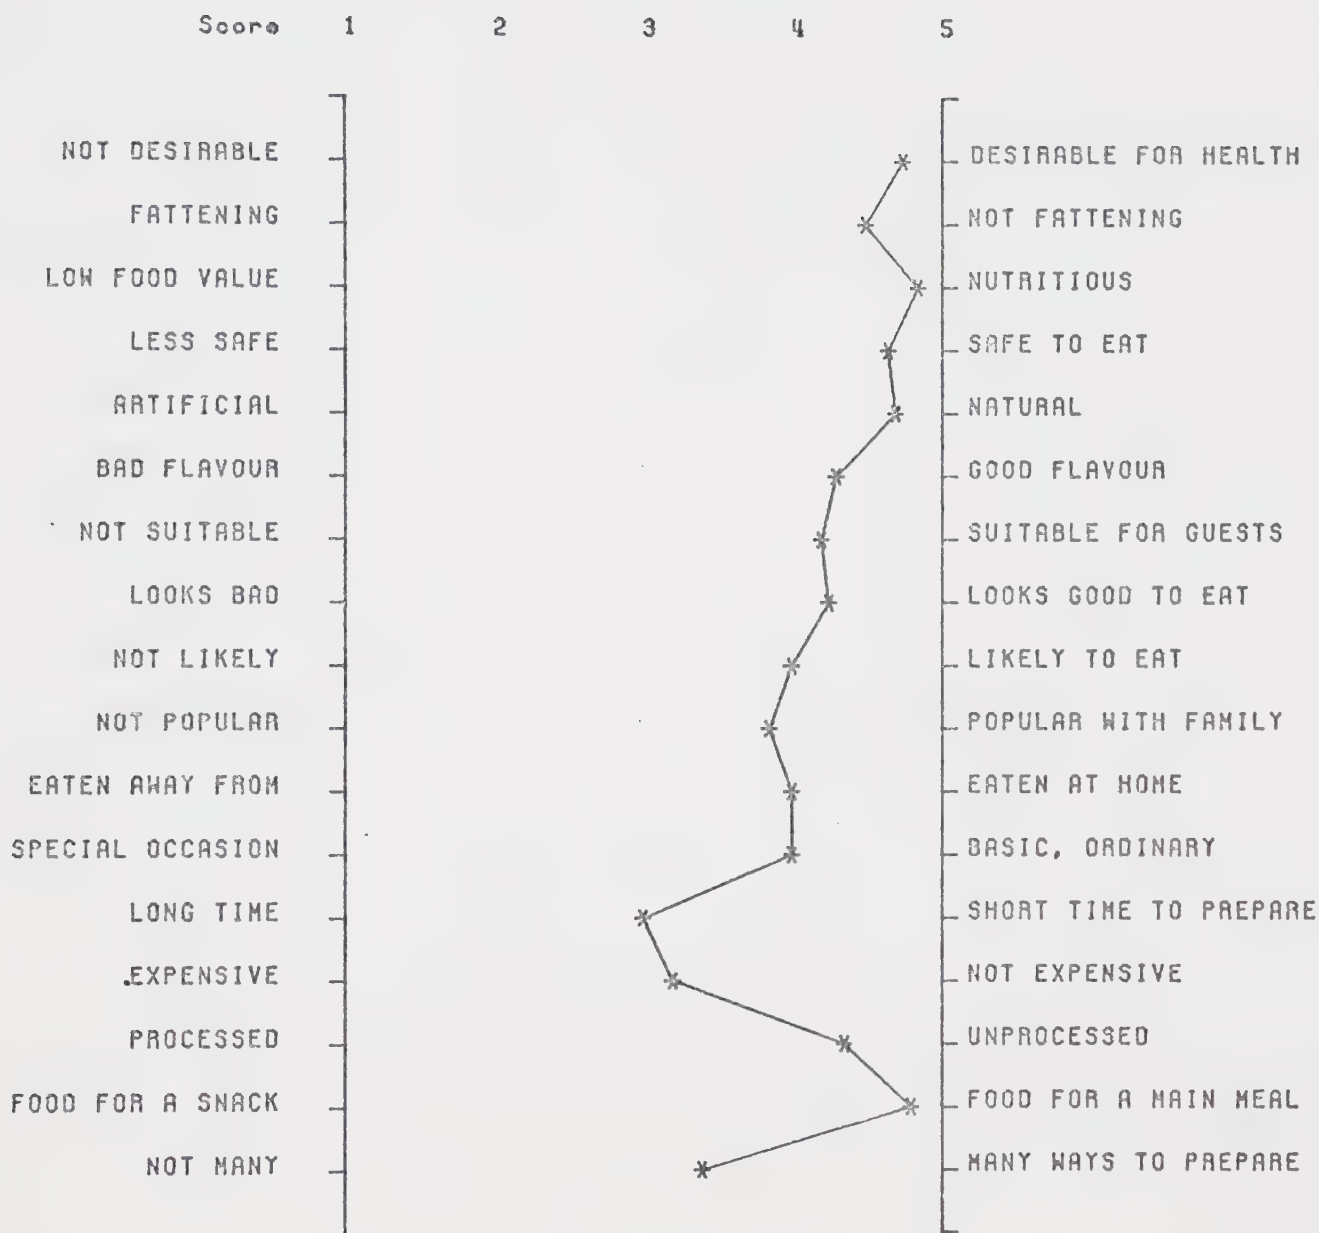 Score 1 2 3 4 5
NOT DESIRABLE DESIRABLE FOR HEALTH
FATTENING NOT FATTENING
LOW FOOD VALUE NUTRITIOUS
LESS SAFE SAFE TO EAT
ARTIFICIAL NATURAL
BAD FLAVOUR GOOD FLAVOUR
NOT SUITABLE SUITABLE FOR GUESTS
LOOKS BAD LOOKS GOOD TO EAT
NOT LIKELY LIKELY TO EAT
NOT POPULAR POPULAR WITH FAMILY
EATEN AWAY FROM EATEN AT HOME
SPECIAL OCCASION BASIC, ORDINARY
LONG TIME SHORT TIME TO PREPARE
EXPENSIVE NOT EXPENSIVE
PROCESSED UNPROCESSED
FOOD FOR A SNACK FOOD FOR A MAIN MEAL
NOT MANY MANY WAYS TO PREPARE